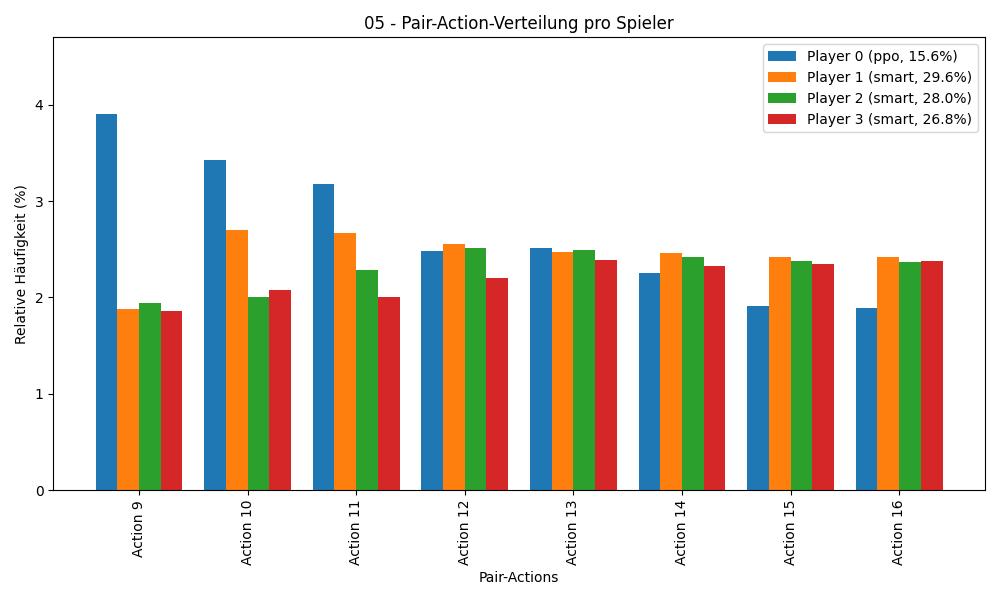 05 - Pair-Action-Verteilung pro Spieler
Player 0 (ppo, 15.6%)
Player 1 (smart, 29.6%)
Player 2 (smart, 28.0%)
Player 3 (smart, 26.8%)
Relative Häufigkeit (%)
4
3
2
1
0
Action 9
Action 10
Action 11
Action 12
Action 13
Action 14
Action 15
Action 16
Pair-Actions